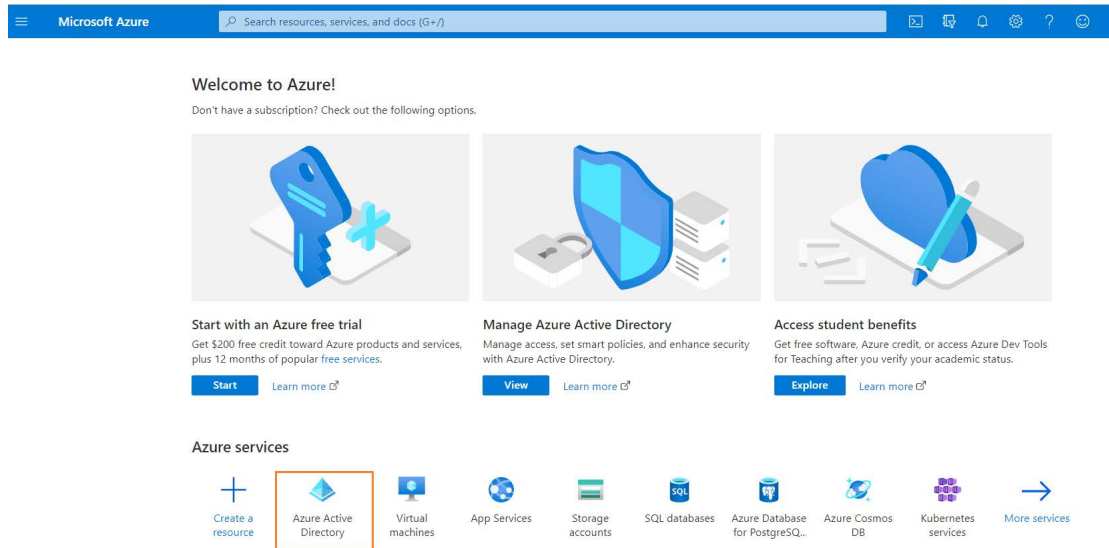 Microsoft Azure
Search resources, services, and docs (G+/)
Welcome to Azure!
Don't have a subscription? Check out the following options.
Start with an Azure free trial
Get $200 free credit toward Azure products and services,
plus 12 months of popular free services.
Start
Learn more
Manage Azure Active Directory
Manage access, set smart policies, and enhance security
with Azure Active Directory.
View
Learn more
Access student benefits
Get free software, Azure credit, or access Azure Dev Tools
for Teaching after you verify your academic status.
Explore
Learn more
Azure services
Create a
resource
Azure Active
Directory
Virtual
machines
App Services
Storage
accounts
SQL
SQL databases
Azure Database
for PostgreSQ...
Azure Cosmos
DB
Kubernetes
services
More services